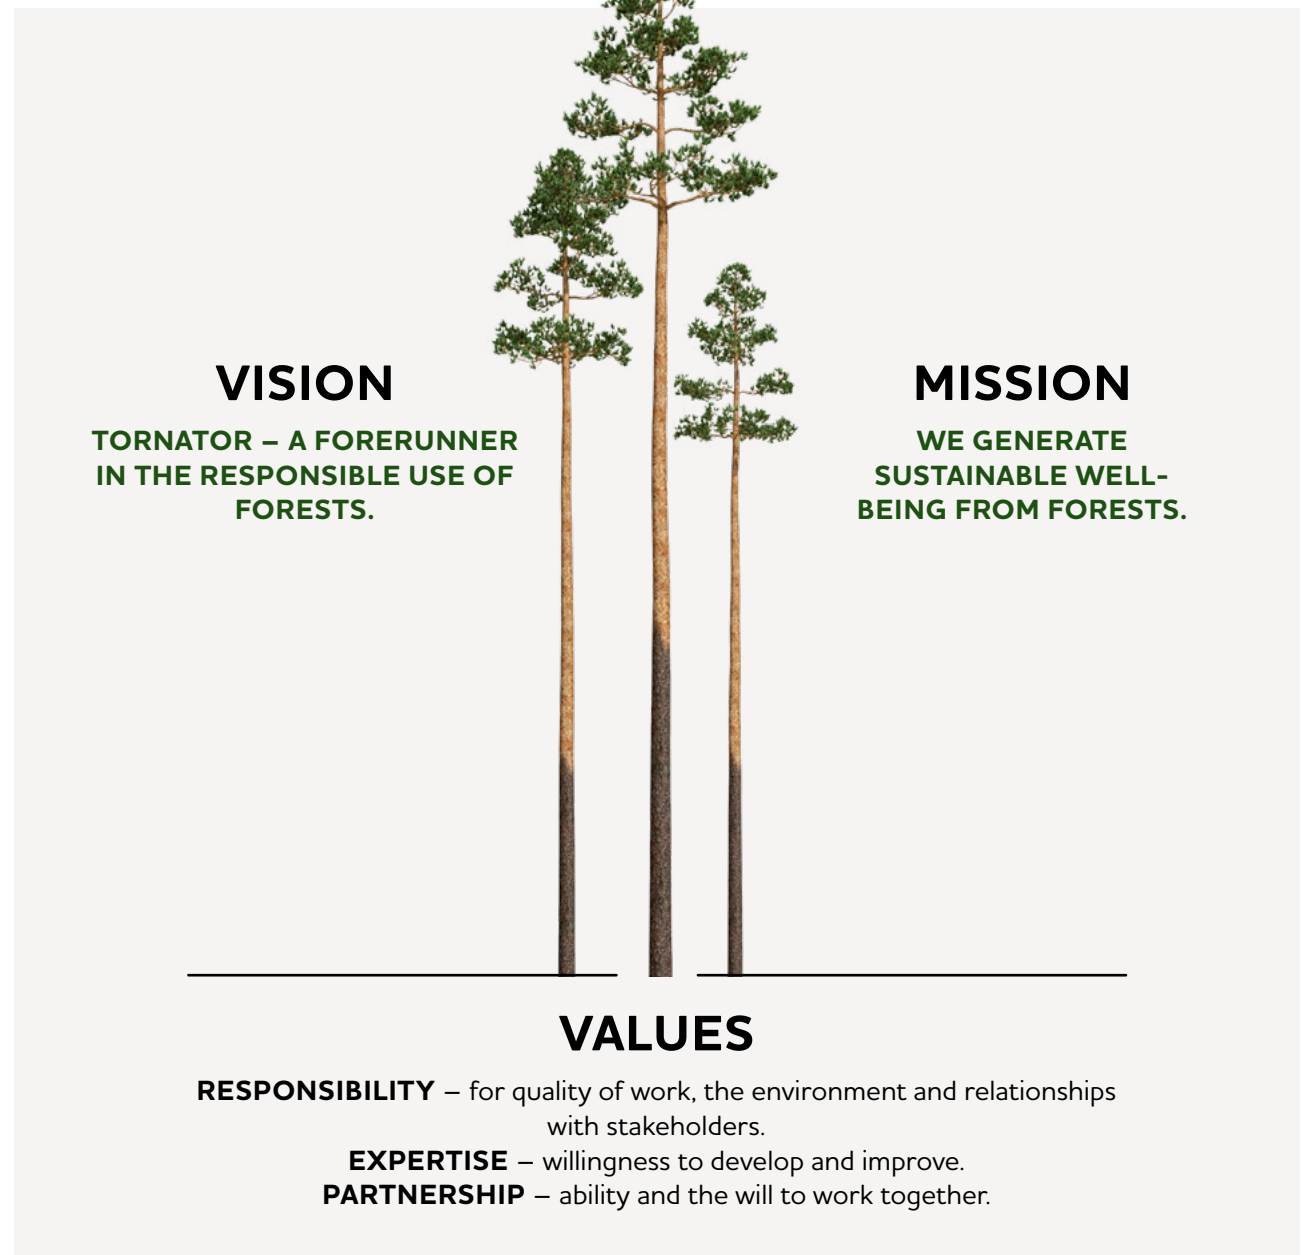 VISION
TORNATOR – A FORERUNNER
IN THE RESPONSIBLE USE OF
FORESTS.
MISSION
WE GENERATE
SUSTAINABLE WELL-
BEING FROM FORESTS.
VALUES
RESPONSIBILITY – for quality of work, the environment and relationships
with stakeholders.
EXPERTISE – willingness to develop and improve.
PARTNERSHIP – ability and the will to work together.